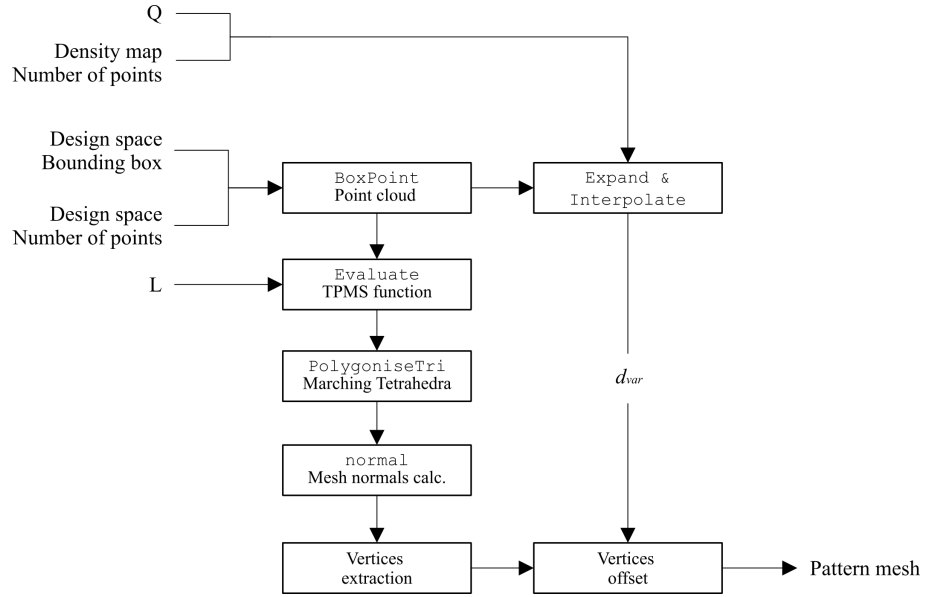 Q
Density map
Number of points
Design space
Bounding box
Design space
Number of points
BoxPoint
Point cloud
Expand &
Interpolate
L
Evaluate
TPMS function
PolygoniseTri
Marching Tetrahedra
dvar
normal
Mesh normals calc.
Vertices
extraction
Vertices
offset
Pattern mesh